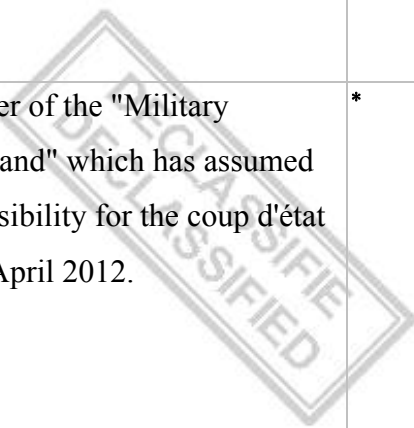 er of the "Military *
and" which has assumed
sibility for the coup d'état
April 2012.
DECLASSIFIE
DECLASSIFIED